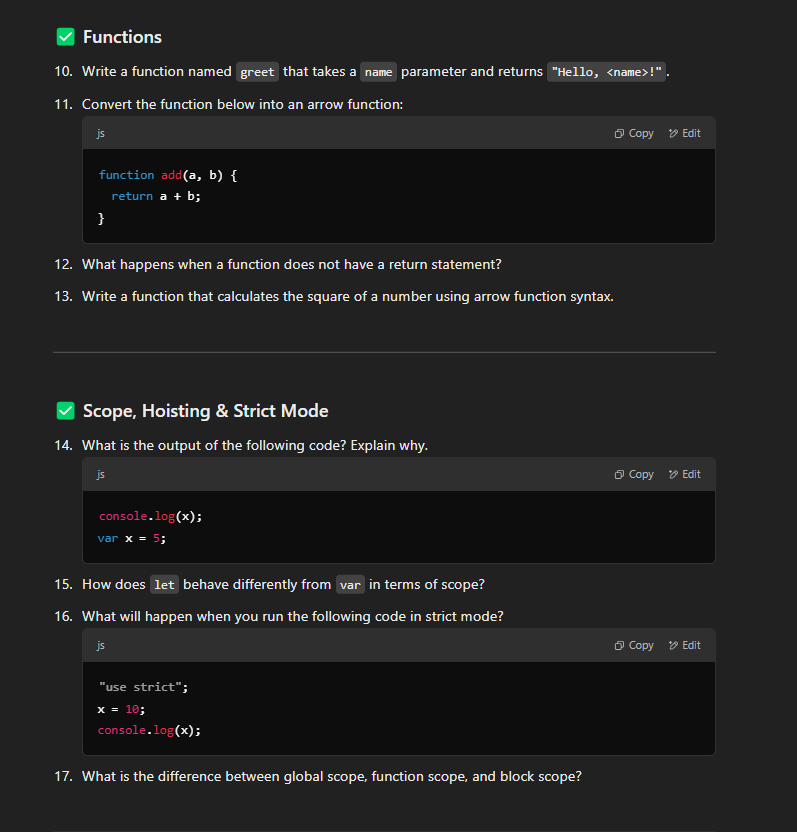 ✅ Functions
10. Write a function named greet that takes a name parameter and returns "Hello, <name>!".
11. Convert the function below into an arrow function:
js Copy Edit
function add(a, b) {
  return a + b;
}
12. What happens when a function does not have a return statement?
13. Write a function that calculates the square of a number using arrow function syntax.
✅ Scope, Hoisting & Strict Mode
14. What is the output of the following code? Explain why.
js Copy Edit
console.log(x);
var x = 5;
15. How does let behave differently from var in terms of scope?
16. What will happen when you run the following code in strict mode?
js Copy Edit
"use strict";
x = 10;
console.log(x);
17. What is the difference between global scope, function scope, and block scope?